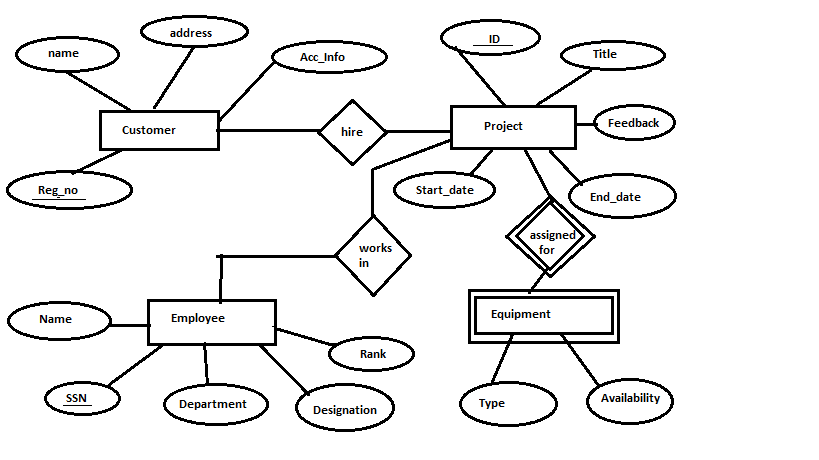 name
address
Acc_Info
ID
Title
Customer
hire
Project
Feedback
Reg_no
Start_date
End_date
works
in
assigned
for
Name
Employee
Equipment
Rank
SSN
Department
Designation
Type
Availability